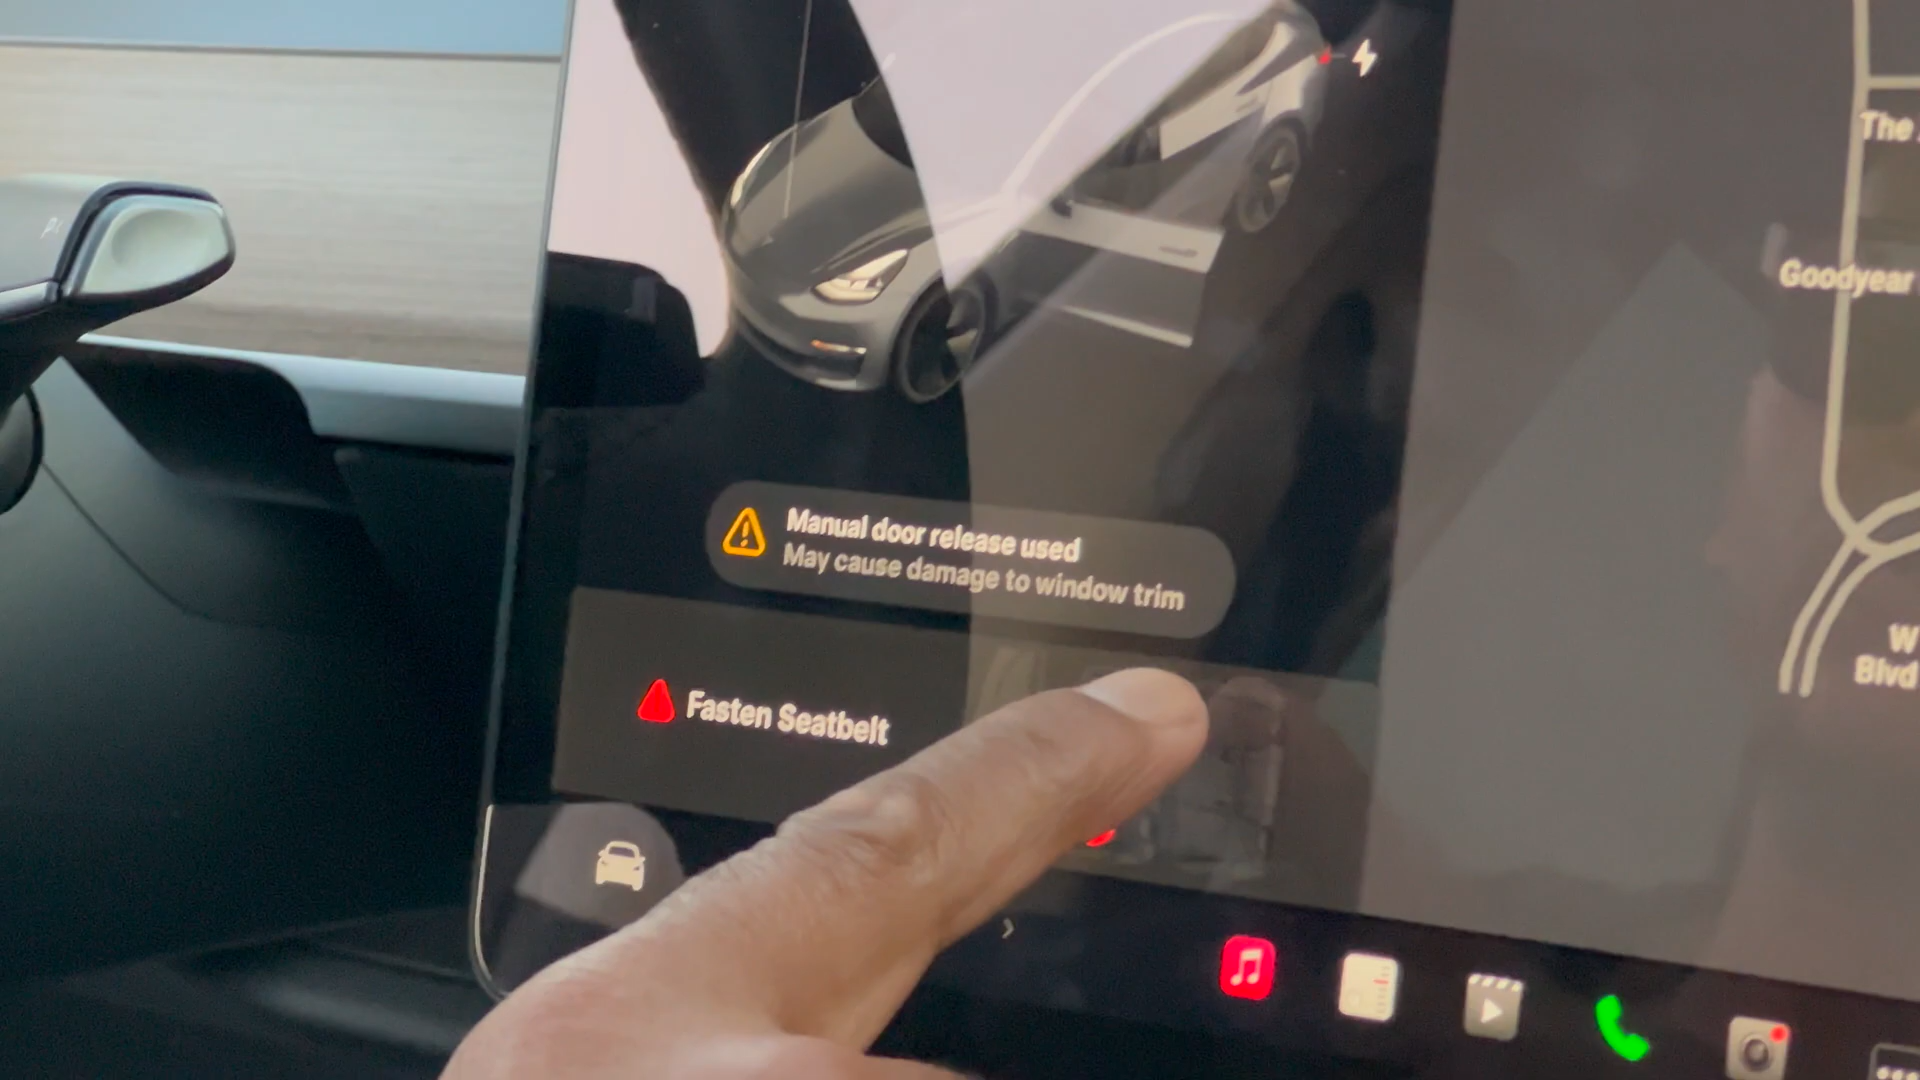 The
Goodyear
Manual door release used
May cause damage to window trim
W
Blvd
Fasten Seatbelt